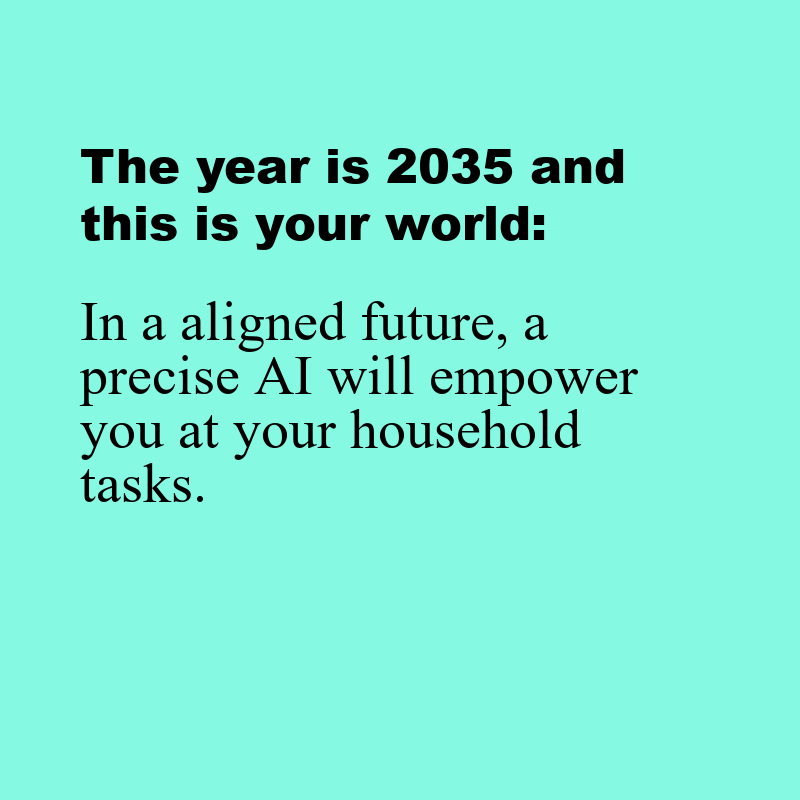 The year is 2035 and
this is your world:
In a aligned future, a
precise AI will empower
you at your household
tasks.